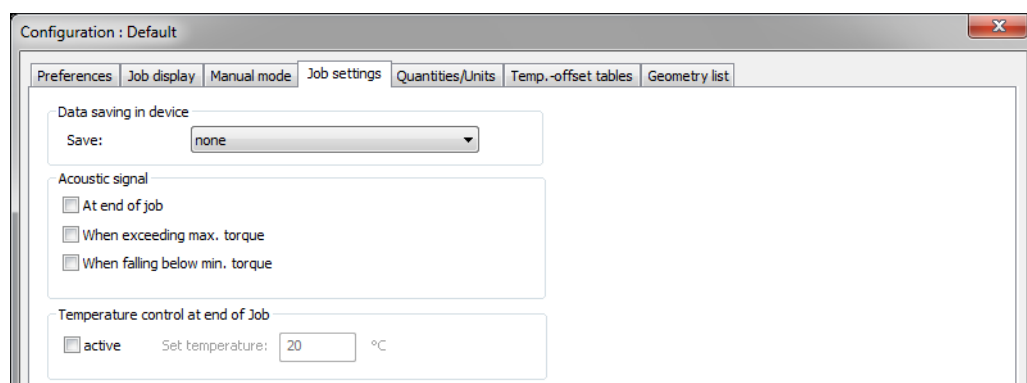 Configuration : Default
Preferences Job display Manual mode Job settings Quantities/Units Temp.-offset tables Geometry list
Data saving in device
Save: none
Acoustic signal
At end of job
When exceeding max. torque
When falling below min. torque
Temperature control at end of Job
active Set temperature: 20 °C